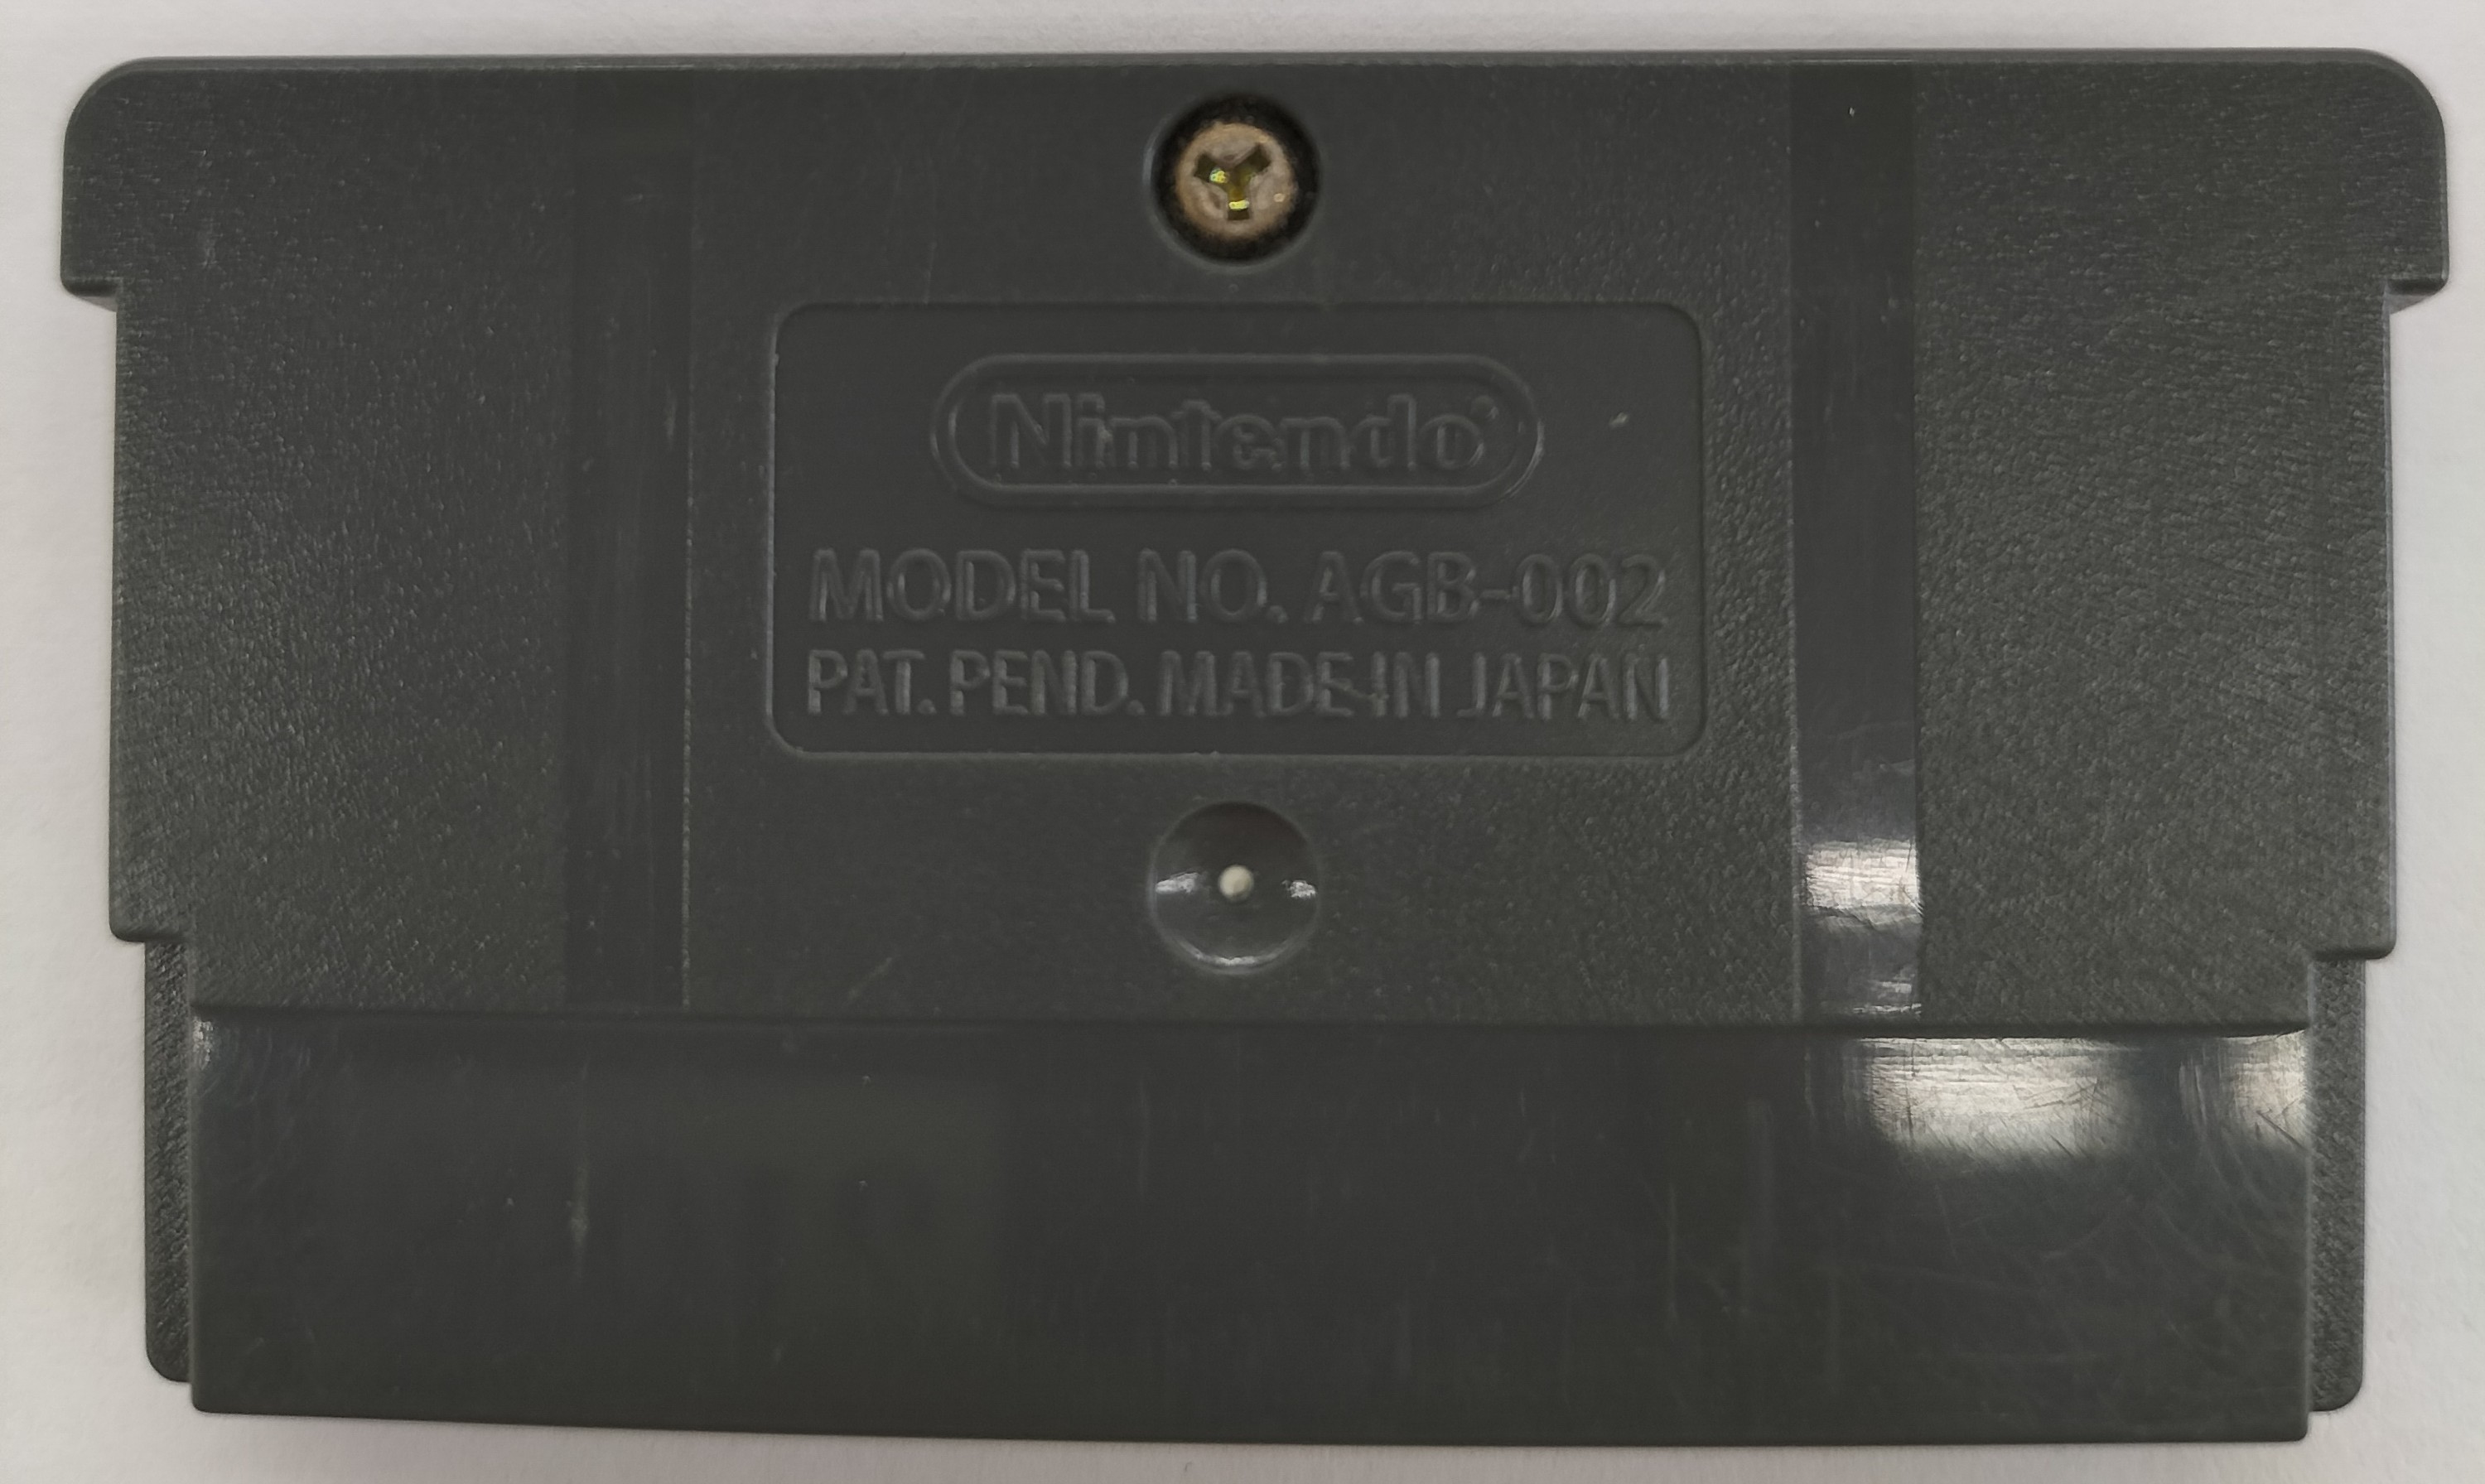 Nintendo®
MODEL NO. AGB-002
PAT. PEND. MADE IN JAPAN